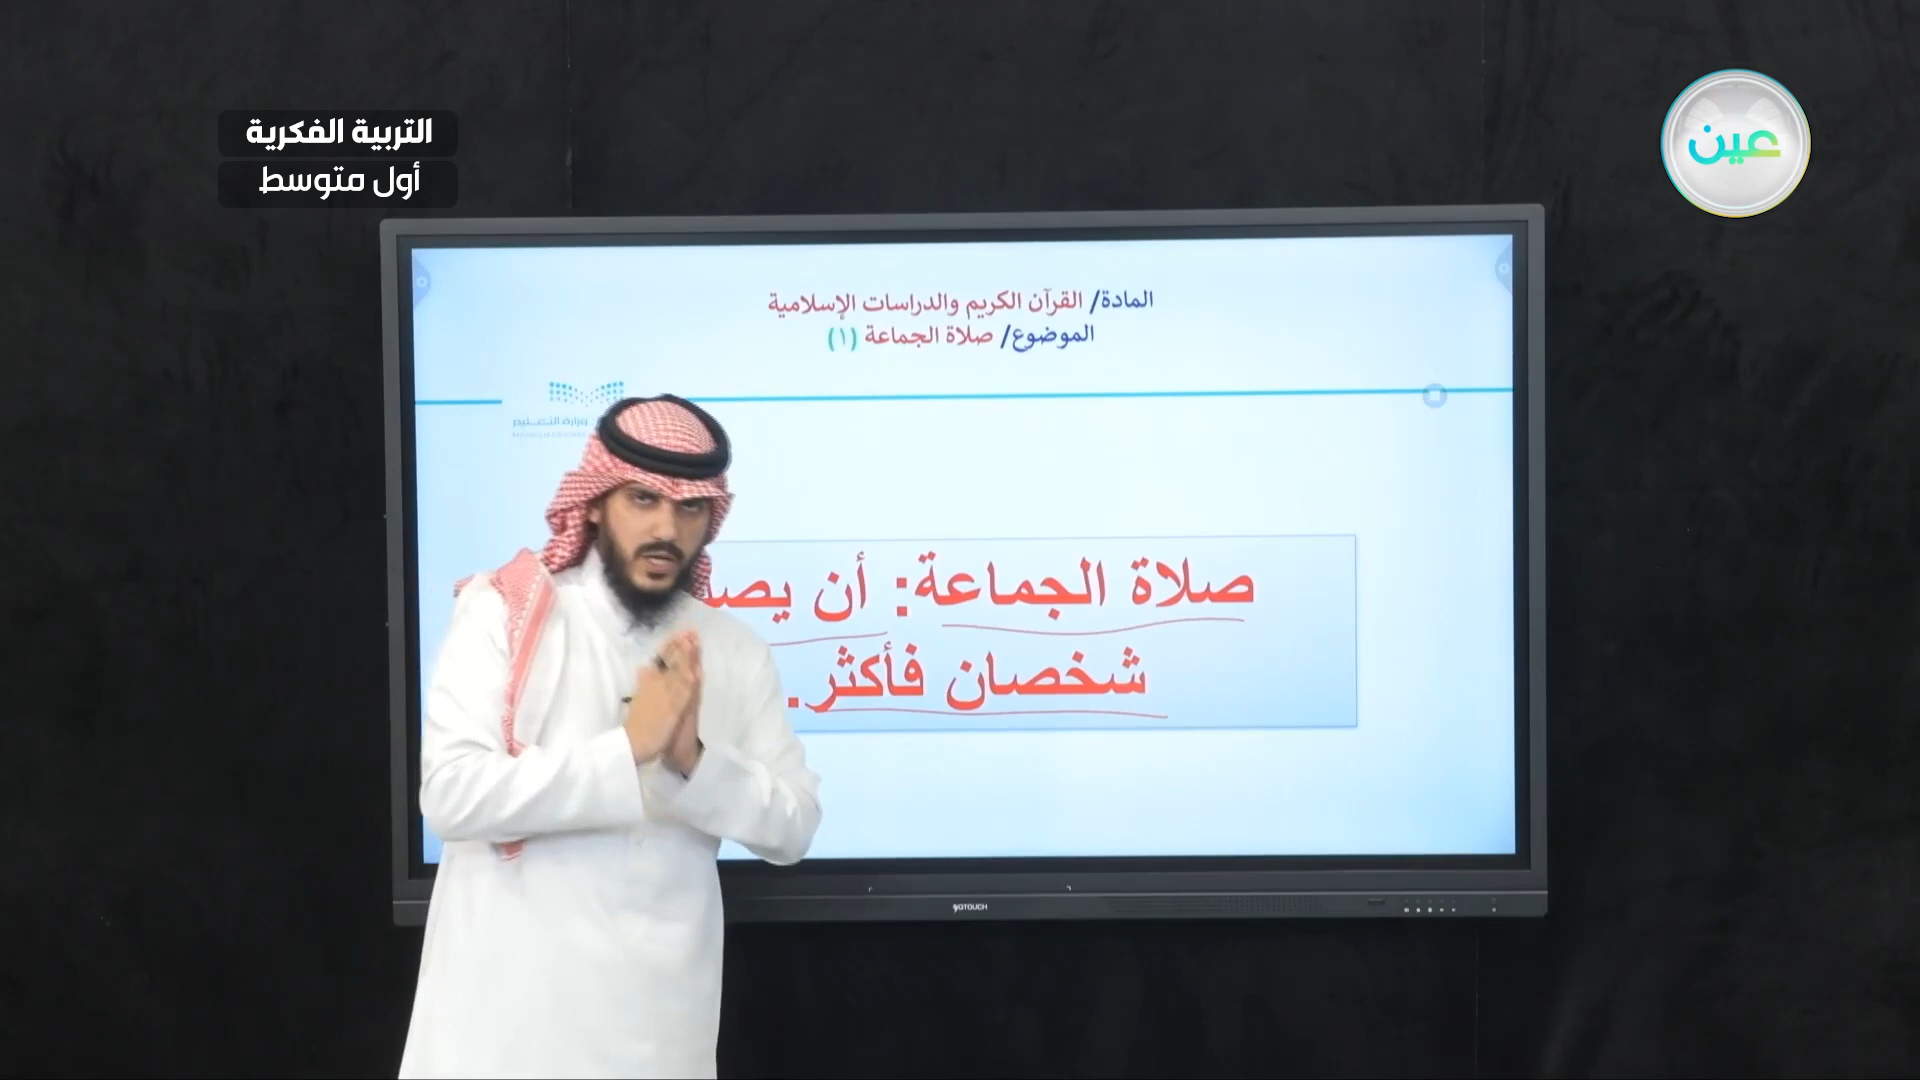 التربية الفكرية
أول متوسط
عين
المادة/ القرآن الكريم والدراسات الإسلامية
الموضوع/ صلاة الجماعة (١)
وزارة التعليم
صلاة الجماعة: أن
شخصان فأكثر.